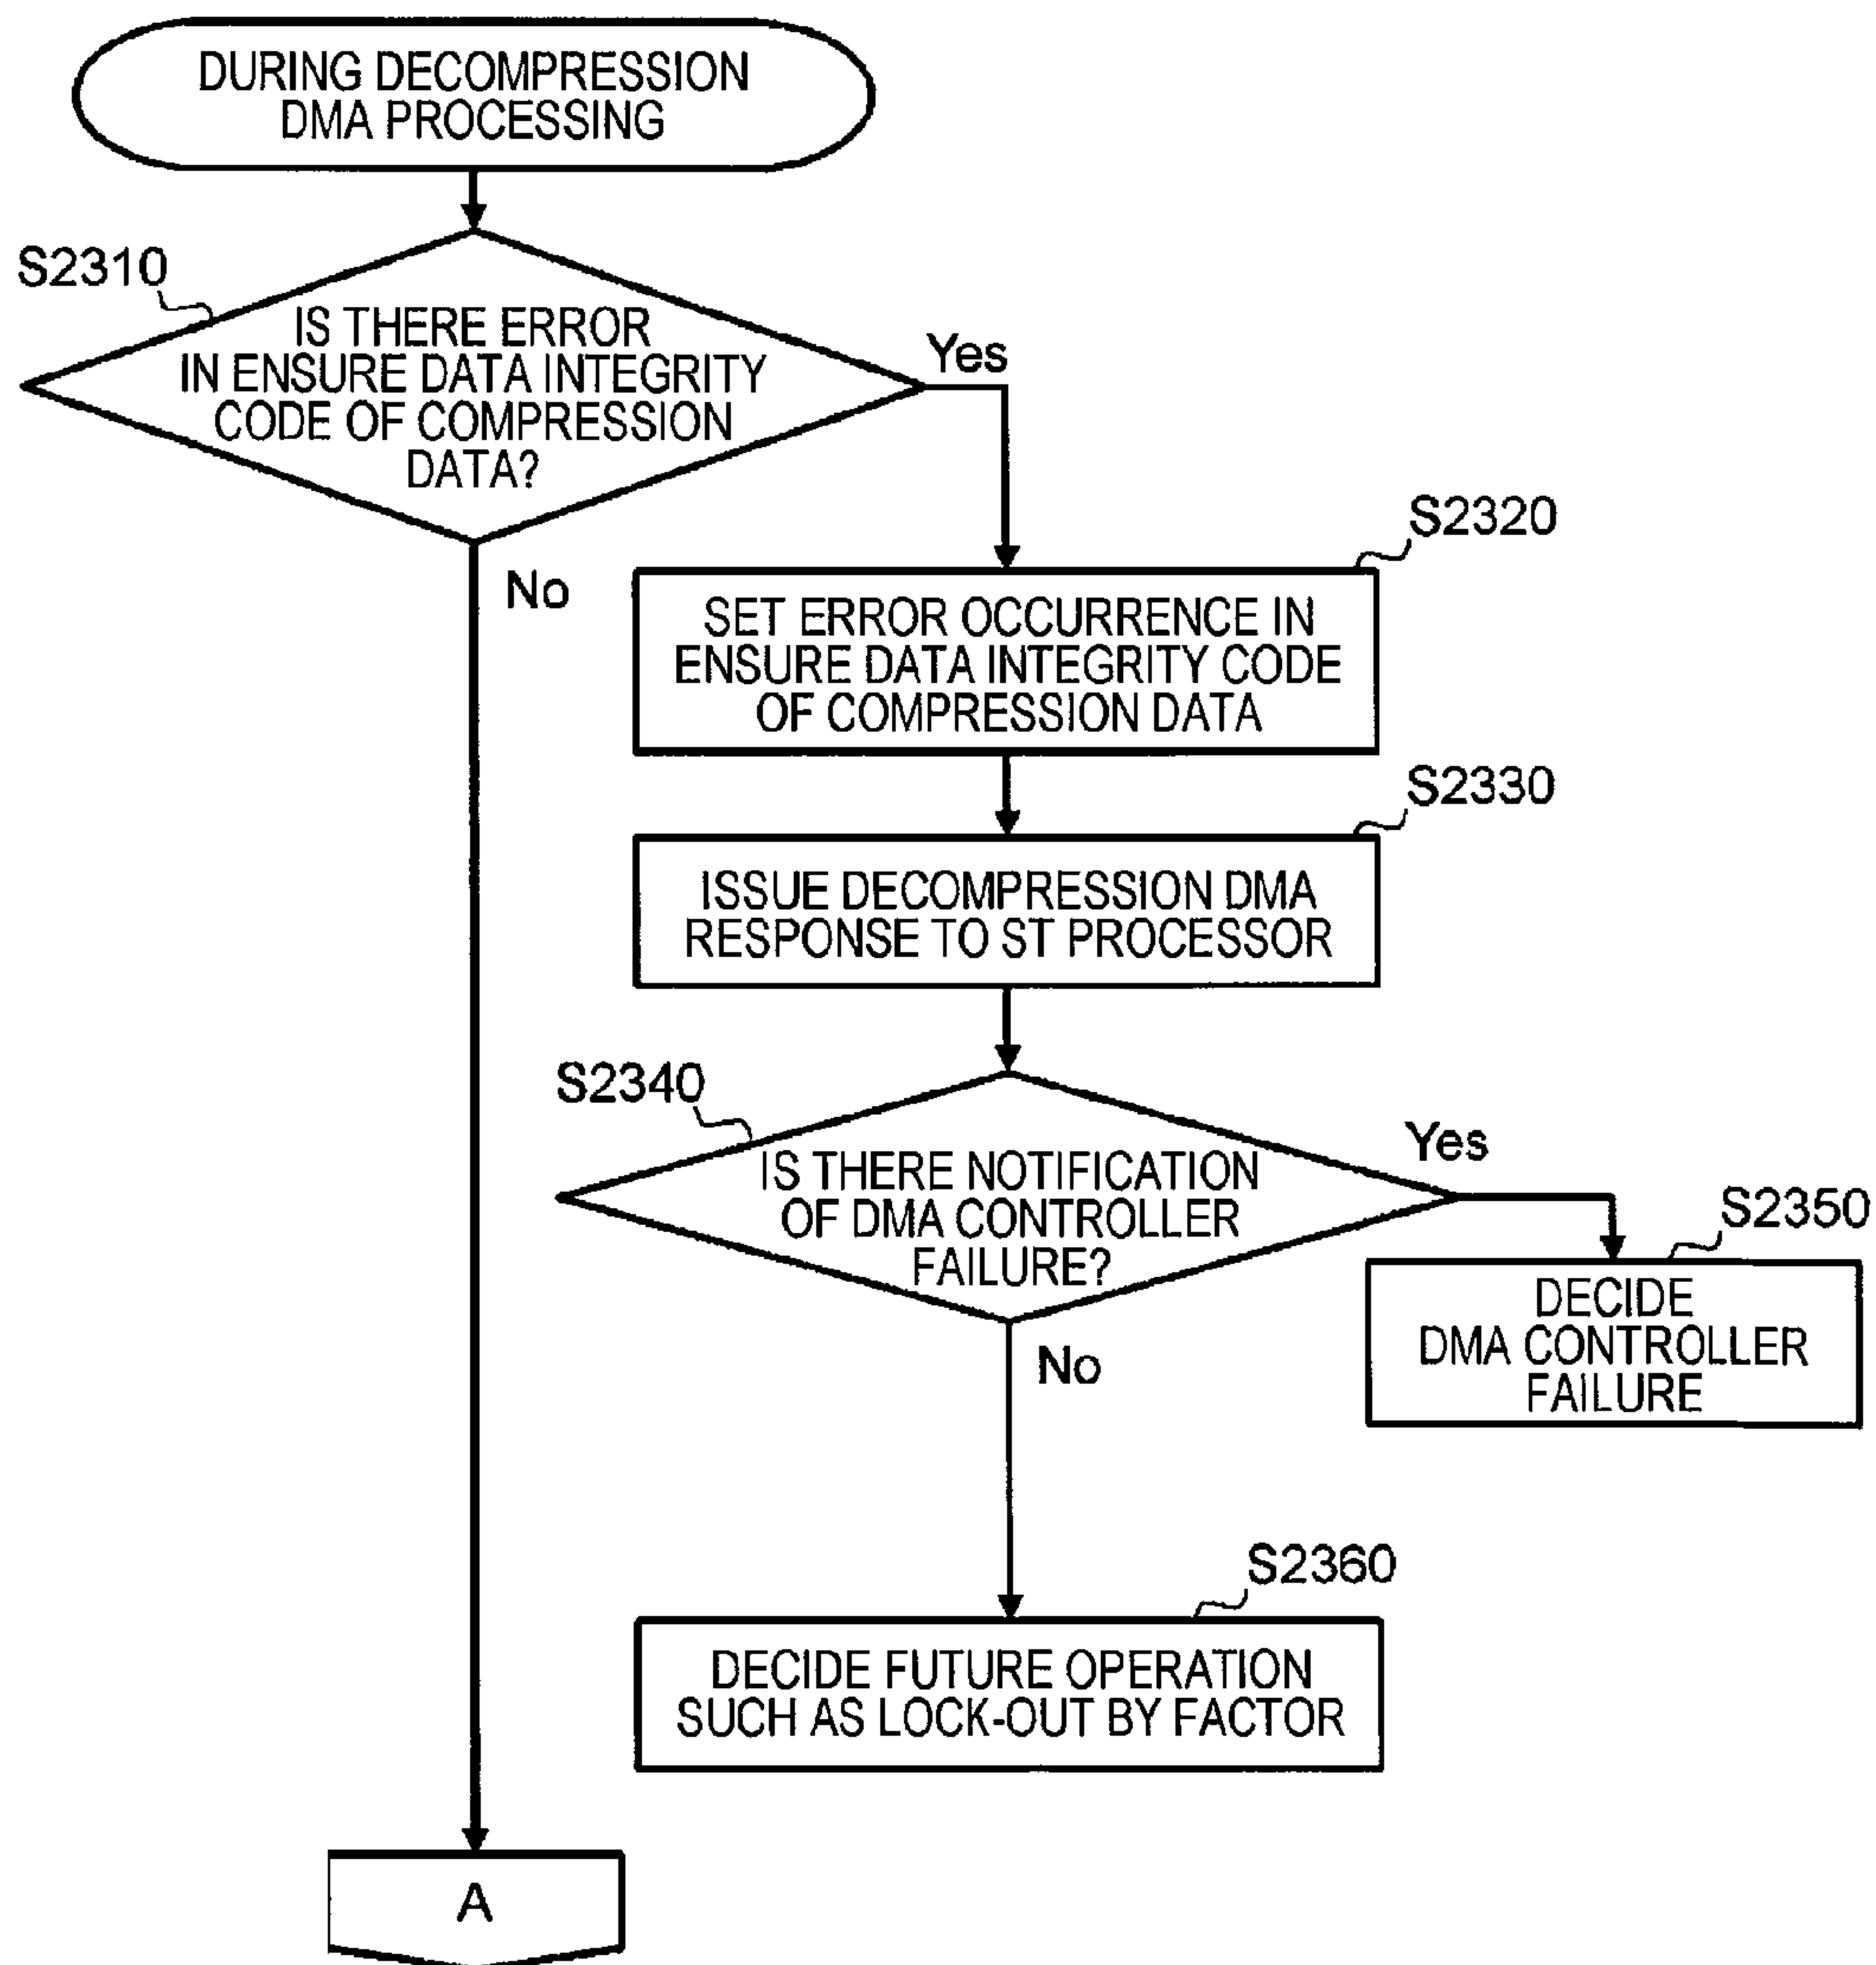 DURING DECOMPRESSION
DMA PROCESSING
S2310
IS THERE ERROR
IN ENSURE DATA INTEGRITY
CODE OF COMPRESSION
DATA?
Yes
No
S2320
SET ERROR OCCURRENCE IN
ENSURE DATA INTEGRITY CODE
OF COMPRESSION DATA
S2330
ISSUE DECOMPRESSION DMA
RESPONSE TO ST PROCESSOR
S2340
IS THERE NOTIFICATION
OF DMA CONTROLLER
FAILURE?
Yes
No
S2350
DECIDE
DMA CONTROLLER
FAILURE
S2360
DECIDE FUTURE OPERATION
SUCH AS LOCK-OUT BY FACTOR
A